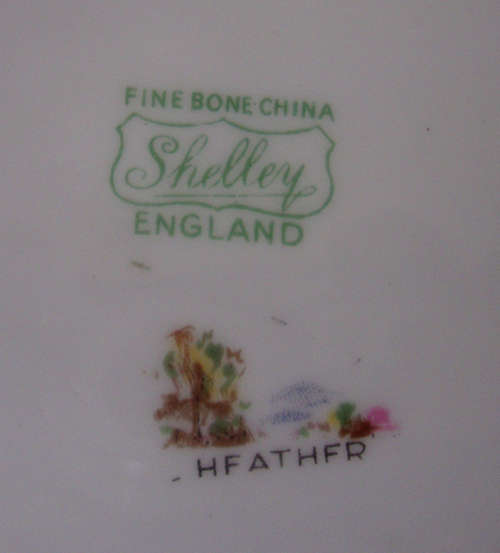 FINE BONE CHINA
Shelley
ENGLAND
HEATHER